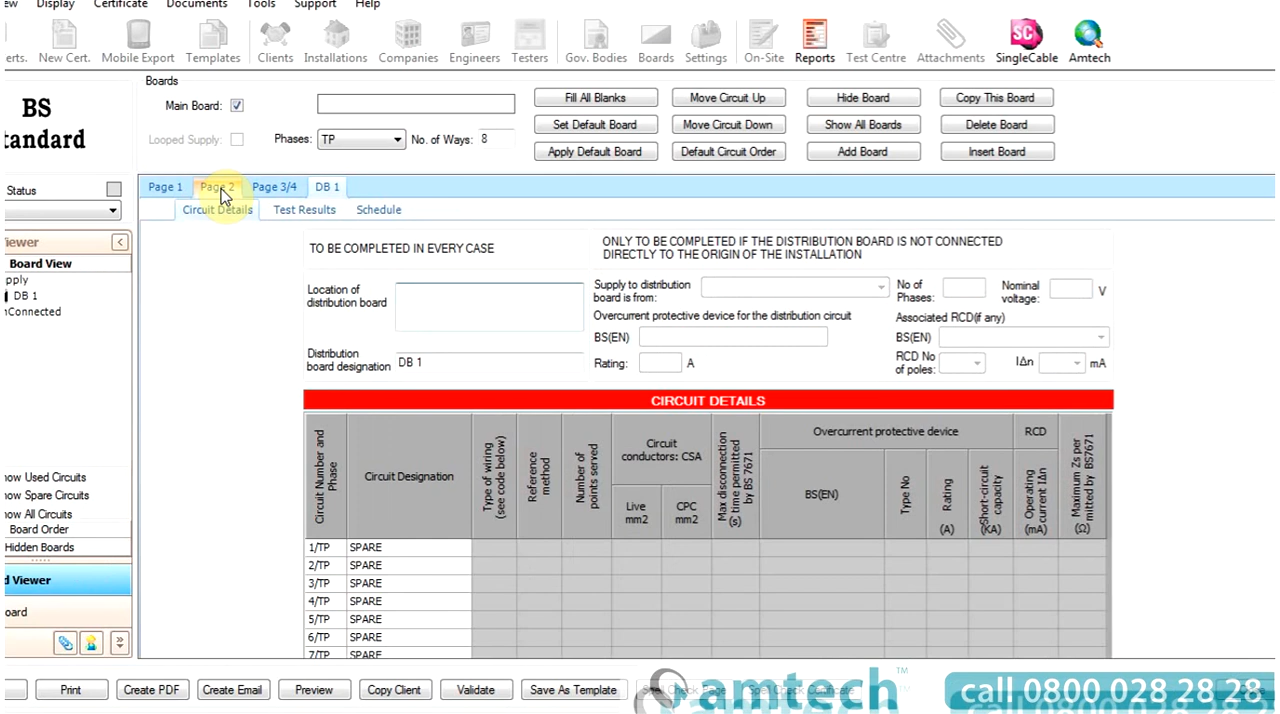 Display Certificate Documents Tools Support Help
New Cert. Mobile Export Templates Clients Installations Companies Engineers Testers Gov. Bodies Boards Settings On-Site Reports Test Centre Attachments SingleCable Amtech
Boards
BS
Main Board:
Looped Supply:
Phases: TP No. of Ways: 8
Fill All Blanks Move Circuit Up Hide Board Copy This Board
Set Default Board Move Circuit Down Show All Boards Delete Board
Apply Default Board Default Circuit Order Add Board Insert Board
Status
Page 1 Page 2 Page 3/4 DB 1
Circuit Details Test Results Schedule
Board View
DB 1
TO BE COMPLETED IN EVERY CASE
ONLY TO BE COMPLETED IF THE DISTRIBUTION BOARD IS NOT CONNECTED
DIRECTLY TO THE ORIGIN OF THE INSTALLATION
Location of
distribution board
Supply to distribution
board is from:
No of
Phases:
Nominal
voltage:
V
Overcurrent protective device for the distribution circuit
Associated RCD(if any)
BS(EN)
BS(EN)
Distribution
board designation
DB 1
Rating: A
RCD No
of poles:
IΔn mA
CIRCUIT DETAILS
Circuit Number and
Phase
Circuit Designation
Type of wiring
(see code below)
Reference
method
Number of
points served
Circuit
conductors: CSA
Live
mm2
CPC
mm2
Max disconnection
time permitted
by BS 7671
(s)
Overcurrent protective device
BS(EN)
Type No
Rating
(A)
Short-circuit
capacity
(KA)
RCD
Operating
current IΔn
(mA)
Maximum Zs
by BS7671
(Ω)
1/TP SPARE
2/TP SPARE
3/TP SPARE
4/TP SPARE
5/TP SPARE
6/TP SPARE
7/TP SPARE
Used Circuits
Spare Circuits
All Circuits
Board Order
Hidden Boards
Viewer
Print Create PDF Create Email Preview Copy Client Validate Save As Template
amtech™
call 0800 028 28 28